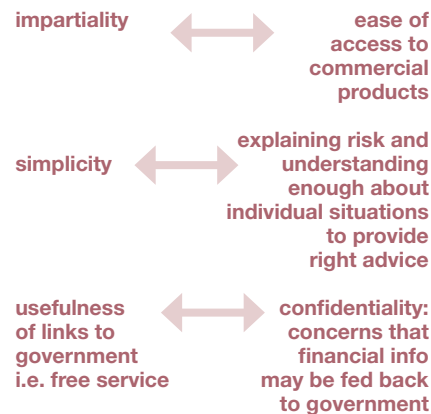 impartiality
ease of
access to
commercial
products
simplicity
explaining risk and
understanding
enough about
individual situations
to provide
right advice
usefulness
of links to
government
i.e. free service
confidentiality:
concerns that
financial info
may be fed back
to government